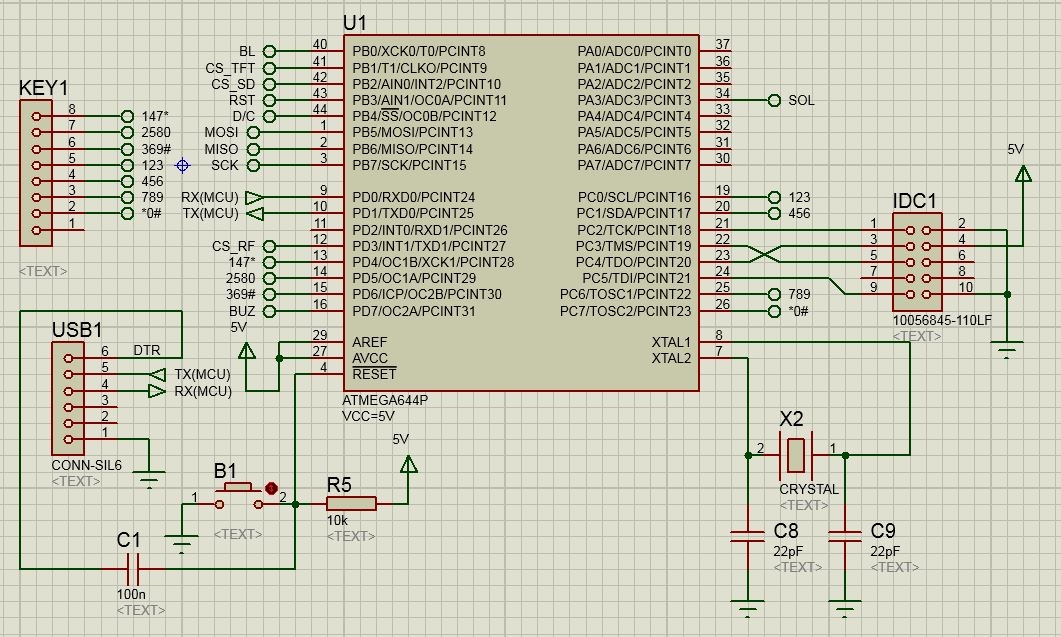 U1
40 PB0/XCK0/T0/PCINT8 PA0/ADC0/PCINT0 37
BL
41 PB1/T1/CLKO/PCINT9 PA1/ADC1/PCINT1 36
CS_TFT
42 PB2/AIN0/INT2/PCINT10 PA2/ADC2/PCINT2 35
CS_SD
43 PB3/AIN1/OC0A/PCINT11 PA3/ADC3/PCINT3 34 SOL
RST
44 PB4/SS/OC0B/PCINT12 PA4/ADC4/PCINT4 33
D/C
1 PB5/MOSI/PCINT13 PA5/ADC5/PCINT5 32
MOSI
2 PB6/MISO/PCINT14 PA6/ADC6/PCINT6 31
MISO
3 PB7/SCK/PCINT15 PA7/ADC7/PCINT7 30
SCK
RX(MCU) 9 PD0/RXD0/PCINT24 PC0/SCL/PCINT16 19 123
TX(MCU) 10 PD1/TXD0/PCINT25 PC1/SDA/PCINT17 20 456
11 PD2/INT0/RXD1/PCINT26 PC2/TCK/PCINT18 21
CS_RF 12 PD3/INT1/TXD1/PCINT27 PC3/TMS/PCINT19 22
147* 13 PD4/OC1B/XCK1/PCINT28 PC4/TDO/PCINT20 23
2580 14 PD5/OC1A/PCINT29 PC5/TDI/PCINT21 24
369# 15 PD6/ICP/OC2B/PCINT30 PC6/TOSC1/PCINT22 25 789
BUZ 16 PD7/OC2A/PCINT31 PC7/TOSC2/PCINT23 26 *0#
5V
29 AREF XTAL1 8
27 AVCC XTAL2 7
4 RESET
ATMEGA644P
VCC=5V
KEY1
8 147*
7 2580
6 369#
5 123
4 456
3 789
2 *0#
1
<TEXT>
5V
IDC1
1 2
3 4
5 6
7 8
9 10
10056845-110LF
<TEXT>
USB1
6 DTR
5 TX(MCU)
4 RX(MCU)
3
2
1
CONN-SIL6
<TEXT>
B1
1 2
<TEXT>
5V
R5
10k
<TEXT>
C1
100n
<TEXT>
X2
2 1
CRYSTAL
<TEXT>
C8
22pF
<TEXT>
C9
22pF
<TEXT>